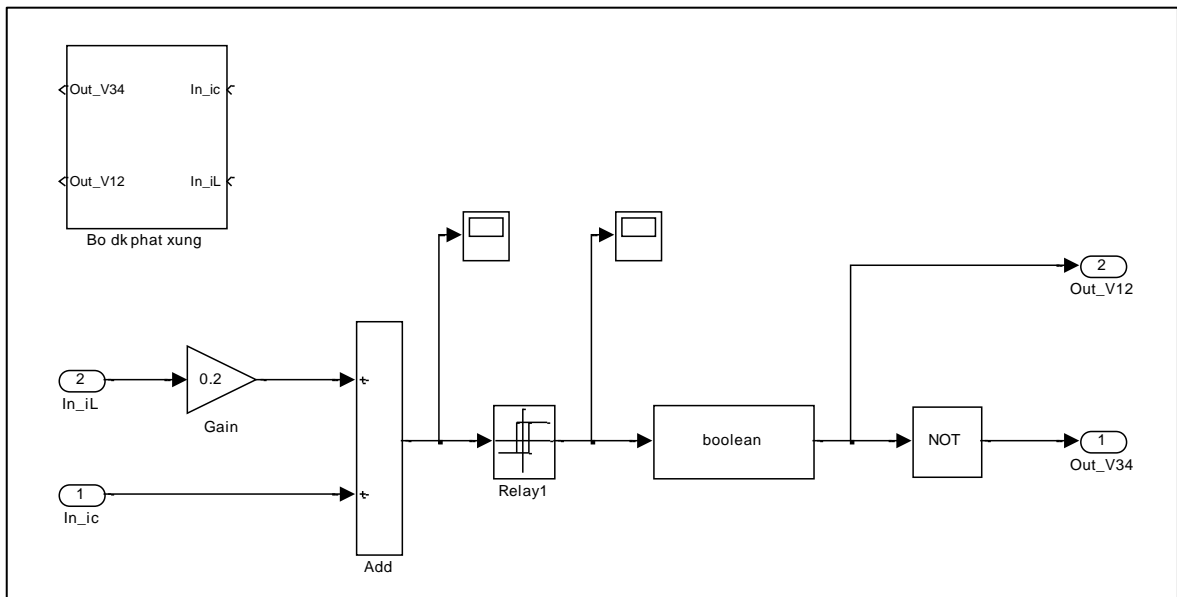 Out_V34
In_ic
Out_V12
In_iL
Bo dk phat xung
2
Out_V12
2
In_iL
0.2
Gain
+
+
Add
Relay1
boolean
NOT
1
Out_V34
1
In_ic